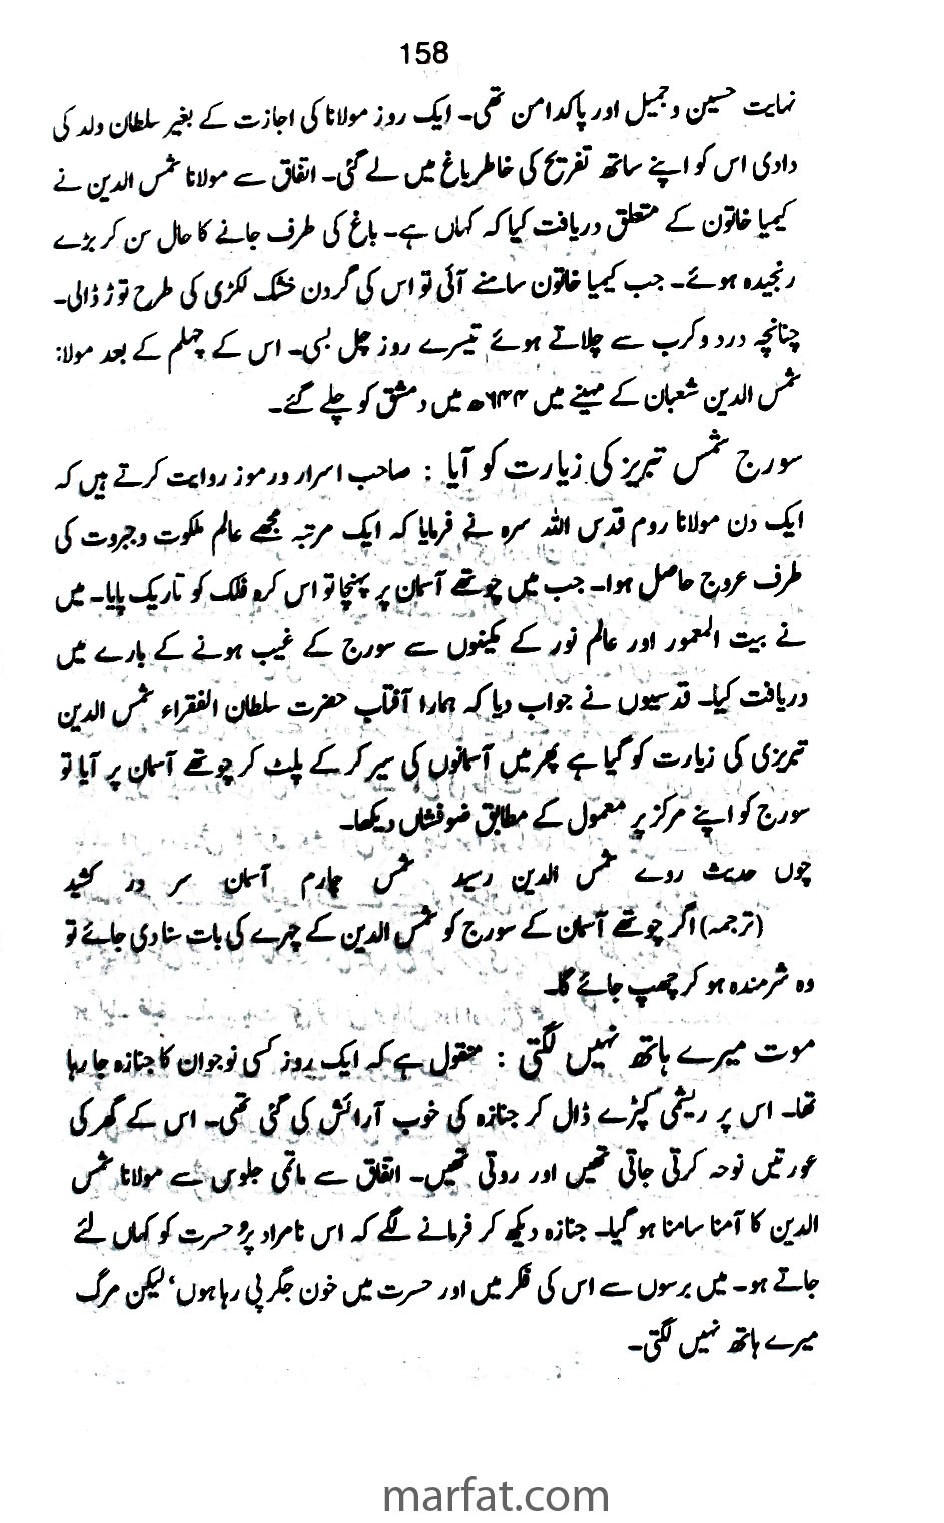 158
نہایت حسین و جمیل اور پاکدامن تھی۔ ایک روز مولانا کی اجازت کے بغیر سلطان ولد کی
دادی اس کو اپنے ساتھ تفریح کی خاطر باغ میں لے گئی۔ اتفاق سے مولانا شمس الدین نے
کیمیا خاتون کے متعلق دریافت کیا کہ کہاں ہے۔ باغ کی طرف جانے کا حال سن کر بڑے
رنجیدہ ہوئے۔ جب کیمیا خاتون سامنے آئی تو اس کی گردن خشک لکڑی کی طرح توڑ ڈالی۔
چنانچہ درد و کرب سے چلاتے ہوئے تیسرے روز چل بسی۔ اس کے چہلم کے بعد مولانا
شمس الدین شعبان کے مہینے میں ۶۴۴ھ میں دمشق کو چلے گئے۔
سورج شمس تبریز کی زیارت کو آیا : صاحب اسرار و رموز روایت کرتے ہیں کہ
ایک دن مولانا روم قدس اللہ سرہ نے فرمایا کہ ایک مرتبہ مجھے عالم ملکوت و جبروت کی
طرف عروج حاصل ہوا۔ جب میں چوتھے آسمان پر پہنچا تو اس کرہ فلک کو تاریک پایا۔ میں
نے بیت المعمور اور عالم نور کے مکینوں سے سورج کے غیب ہونے کے بارے میں
دریافت کیا۔ قدسیوں نے جواب دیا کہ ہمارا آفتاب حضرت سلطان الفقراء شمس الدین
تبریزی کی زیارت کو گیا ہے پھر میں آسمانوں کی سیر کر کے پلٹ کر چوتھے آسمان پر آیا تو
سورج کو اپنے مرکز پر معمول کے مطابق ضوفشاں دیکھا۔
چوں حدیث روے شمس الدین رسید شمس چہارم آسمان سر در کشید
(ترجمہ) اگر چوتھے آسمان کے سورج کو شمس الدین کے چہرے کی بات سنا دی جائے تو
وہ شرمندہ ہو کر چھپ جائے گا۔
موت میرے ہاتھ نہیں لگتی : منقول ہے کہ ایک روز کسی نوجوان کا جنازہ جا رہا
تھا۔ اس پر ریشمی کپڑے ڈال کر جنازہ کی خوب آرائش کی گئی تھی۔ اس کے گھر کی
عورتیں نوحہ کرتی جاتی تھیں اور روتی تھیں۔ اتفاق سے ماتمی جلوس سے مولانا شمس
الدین کا آمنا سامنا ہو گیا۔ جنازہ دیکھ کر فرمانے لگے کہ اس نامراد پر حسرت کو کہاں لئے
جاتے ہو۔ میں برسوں سے اس کی فکر میں اور حسرت میں خون جگر پی رہا ہوں، لیکن مرگ
میرے ہاتھ نہیں لگتی۔
marfat.com